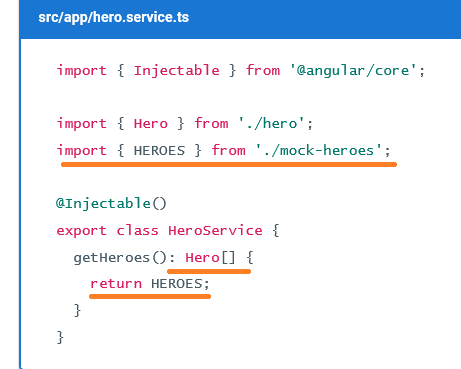 src/app/hero.service.ts
import { Injectable } from '@angular/core';
import { Hero } from './hero';
import { HEROES } from './mock-heroes';
@Injectable()
export class HeroService {
getHeroes(): Hero[] {
return HEROES;
}
}